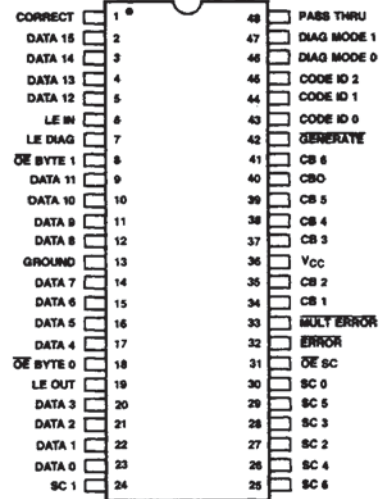 CORRECT 1 48 PASS THRU
DATA 15 2 47 DIAG MODE 1
DATA 14 3 46 DIAG MODE 0
DATA 13 4 45 CODE ID 2
DATA 12 5 44 CODE ID 1
LE IN 6 43 CODE ID 0
LE DIAG 7 42 GENERATE
OE BYTE 1 8 41 CB 6
DATA 11 9 40 CBO
DATA 10 10 39 CB 5
DATA 9 11 38 CB 4
DATA 8 12 37 CB 3
GROUND 13 36 VCC
DATA 7 14 35 CB 2
DATA 6 15 34 CB 1
DATA 5 16 33 MULT ERROR
DATA 4 17 32 ERROR
OE BYTE 0 18 31 OE SC
LE OUT 19 30 SC 0
DATA 3 20 29 SC 5
DATA 2 21 28 SC 3
DATA 1 22 27 SC 2
DATA 0 23 26 SC 4
SC 1 24 25 SC 6